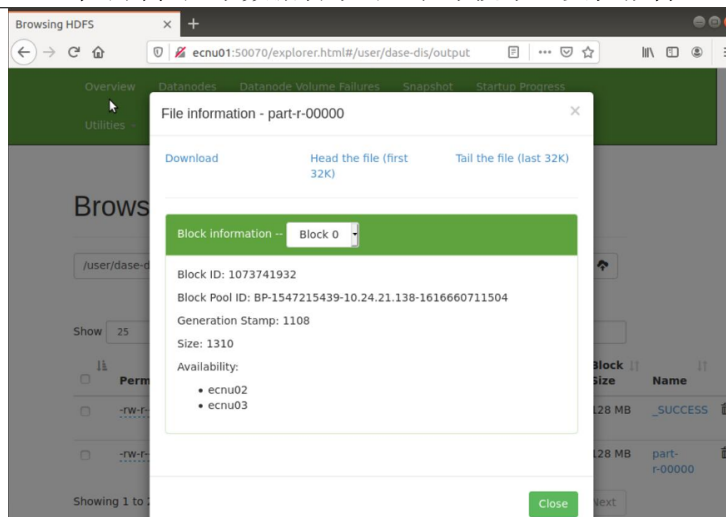 Browsing HDFS
ecnu01:50070/explorer.html#/user/dase-dis/output
Overview Datanodes Datanode Volume Failures Snapshot Startup Progress
Utilities
File information - part-r-00000 ×
Download Head the file (first 32K) Tail the file (last 32K)
Brows
Block information -- Block 0
/user/dase-d
Block ID: 1073741932
Block Pool ID: BP-1547215439-10.24.21.138-1616660711504
Generation Stamp: 1108
Show 25
Size: 1310
Availability:
ecnu02
ecnu03
Perm Block Size Name
-rw-r- 128 MB _SUCCESS
-rw-r- 128 MB part-r-00000
Showing 1 to 2 Close Next